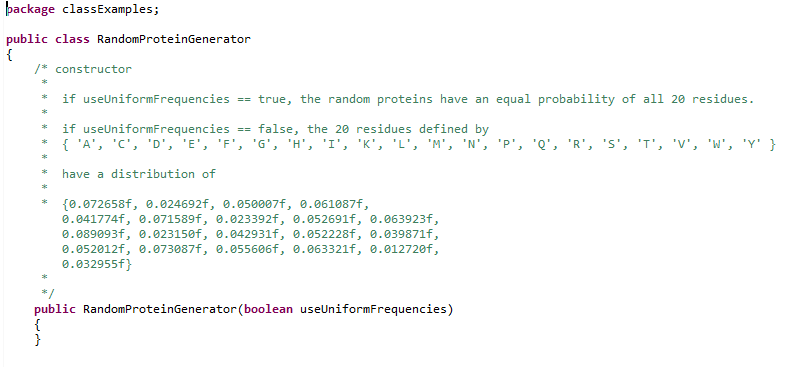 package classExamples;
public class RandomProteinGenerator
{
/* constructor
*
* if useUniformFrequencies == true, the random proteins have an equal probability of all 20 residues.
*
* if useUniformFrequencies == false, the 20 residues defined by
* { 'A', 'C', 'D', 'E', 'F', 'G', 'H', 'I', 'K', 'L', 'M', 'N', 'P', 'Q', 'R', 'S', 'T', 'V', 'W', 'Y' }
*
* have a distribution of
*
* {0.072658f, 0.024692f, 0.050007f, 0.061087f,
0.041774f, 0.071589f, 0.023392f, 0.052691f, 0.063923f,
0.089093f, 0.023150f, 0.042931f, 0.052228f, 0.039871f,
0.052012f, 0.073087f, 0.055606f, 0.063321f, 0.012720f,
0.032955f}
*
*/
public RandomProteinGenerator(boolean useUniformFrequencies)
{
}